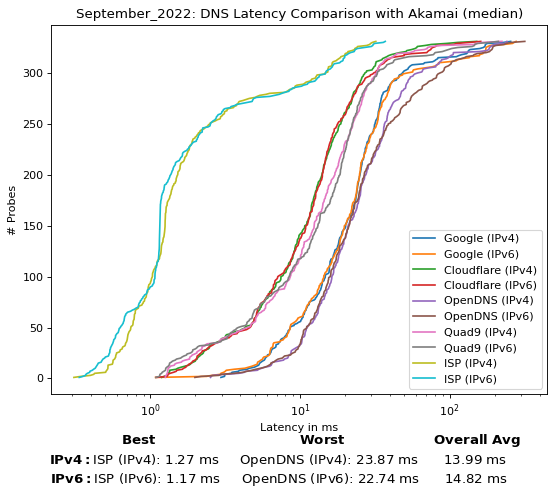 September_2022: DNS Latency Comparison with Akamai (median)
# Probes
300
250
200
150
100
50
0
10^0
10^1
10^2
Latency in ms
Google (IPv4)
Google (IPv6)
Cloudflare (IPv4)
Cloudflare (IPv6)
OpenDNS (IPv4)
OpenDNS (IPv6)
Quad9 (IPv4)
Quad9 (IPv6)
ISP (IPv4)
ISP (IPv6)
Best Worst Overall Avg
IPv4: ISP (IPv4): 1.27 ms OpenDNS (IPv4): 23.87 ms 13.99 ms
IPv6: ISP (IPv6): 1.17 ms OpenDNS (IPv6): 22.74 ms 14.82 ms